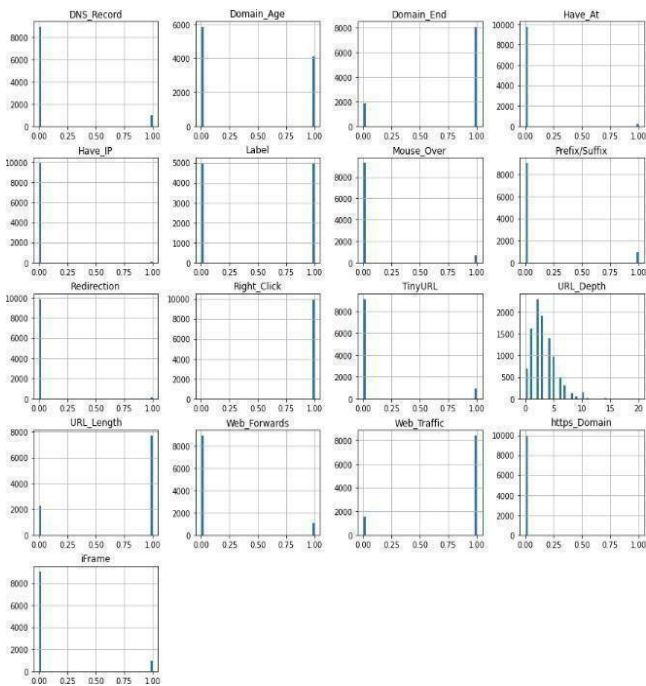 DNS_Record Domain_Age Domain_End Have_At
8000 6000 8000 10000
6000 4000 6000 8000
4000 2000 4000 6000
2000 0 2000 4000
0 0 2000
0
0.00 0.25 0.50 0.75 1.00 0.00 0.25 0.50 0.75 1.00 0.00 0.25 0.50 0.75 1.00 0.00 0.25 0.50 0.75 1.00
Have_IP Label Mouse_Over Prefix/Suffix
10000 5000 8000 8000
8000 4000 6000 6000
6000 3000 4000 4000
4000 2000 2000 2000
2000 1000 0 0
0 0
0.00 0.25 0.50 0.75 1.00 0.00 0.25 0.50 0.75 1.00 0.00 0.25 0.50 0.75 1.00 0.00 0.25 0.50 0.75 1.00
Redirection Right_Click TinyURL URL_Depth
10000 10000 8000 2000
8000 8000 6000 1500
6000 6000 4000 1000
4000 4000 2000 500
2000 2000 0 0
0 0
0.00 0.25 0.50 0.75 1.00 0.00 0.25 0.50 0.75 1.00 0.00 0.25 0.50 0.75 1.00 0 5 10 15 20
URL_Length Web_Forwards Web_Traffic https_Domain
8000 8000 8000 10000
6000 6000 6000 8000
4000 4000 4000 6000
2000 2000 2000 4000
0 0 0 2000
0
0.00 0.25 0.50 0.75 1.00 0.00 0.25 0.50 0.75 1.00 0.00 0.25 0.50 0.75 1.00 0.00 0.25 0.50 0.75 1.00
iFrame
8000
6000
4000
2000
0
0.00 0.25 0.50 0.75 1.00